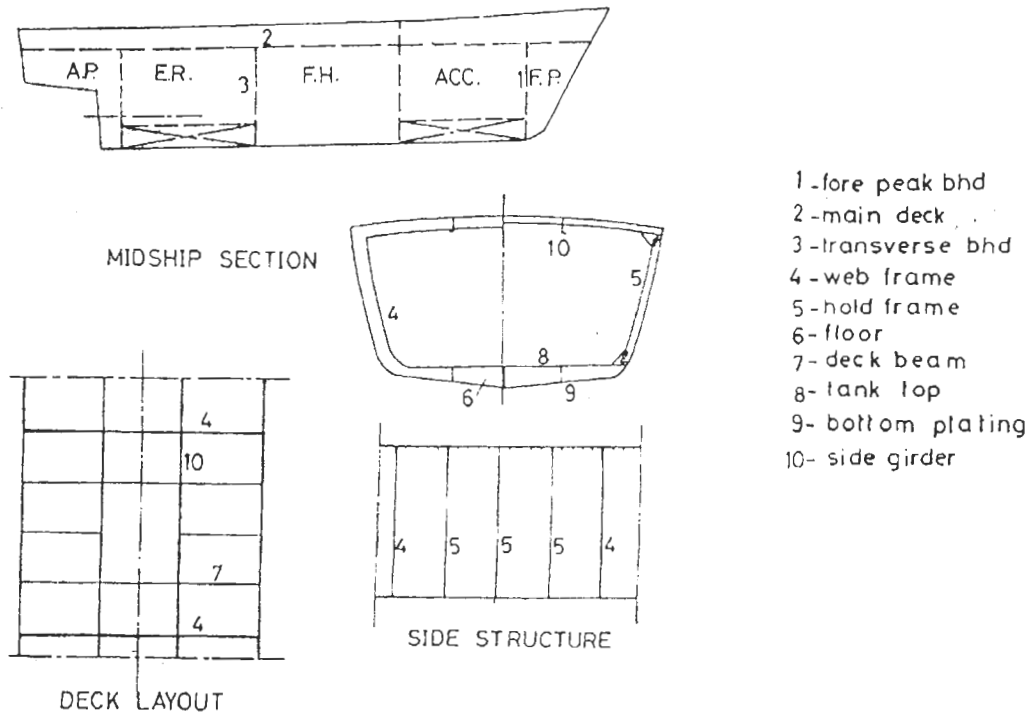 2
A.P.
E.R.
3
F.H.
ACC.
1
F.P.
MIDSHIP SECTION
10
5
4
8
6
9
1 -fore peak bhd
2 -main deck
3 -transverse bhd
4 -web frame
5 -hold frame
6 -floor
7 -deck beam
8 -tank top
9- bottom plating
10- side girder
4
10
7
4
DECK LAYOUT
4
5
5
5
4
SIDE STRUCTURE